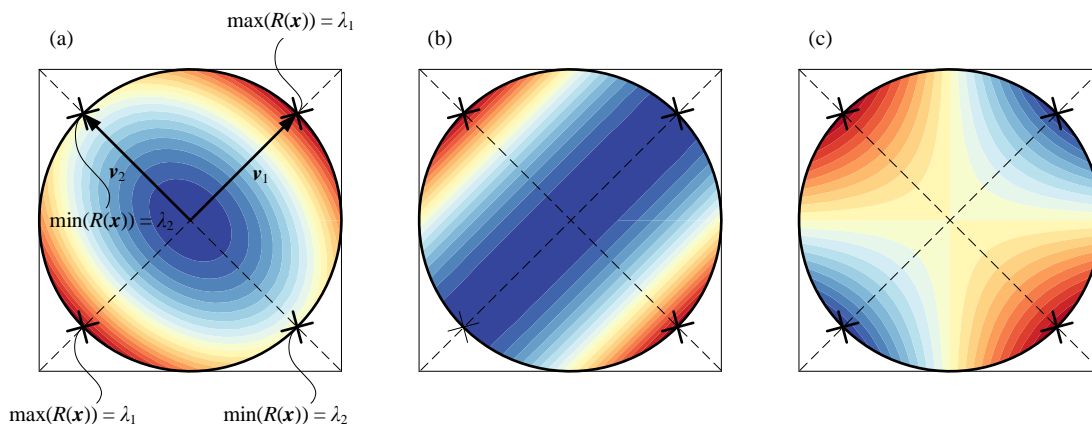 max(R(x)) = λ1
(a)
(b)
(c)
v2
v1
min(R(x)) = λ2
max(R(x)) = λ1
min(R(x)) = λ2